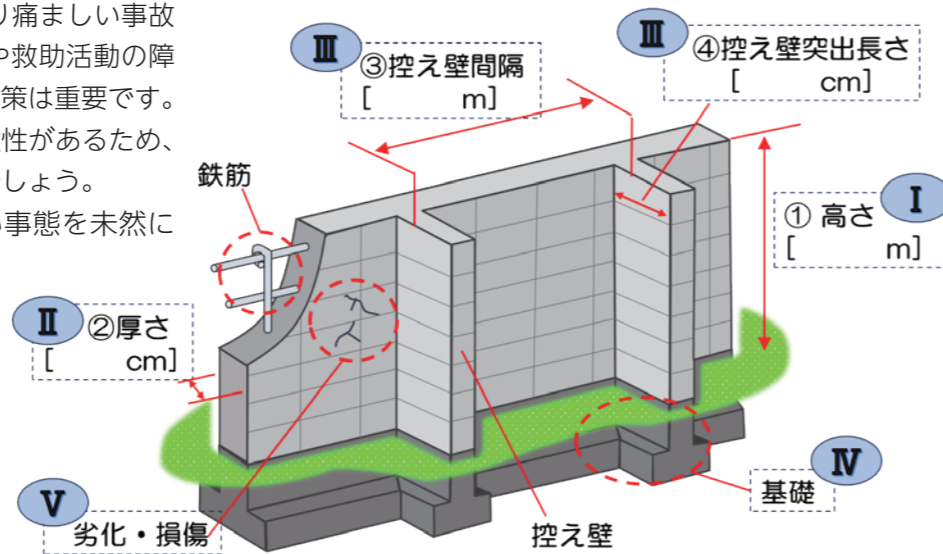 り痛ましい事故
や救助活動の障
策は重要です。
性があるため、
しょう。
い事態を未然に
Ⅲ
③控え壁間隔
[ m]
Ⅲ
④控え壁突出長さ
[ cm]
鉄筋
Ⅰ
① 高さ
[ m]
Ⅱ
②厚さ
[ cm]
Ⅳ
基礎
Ⅴ
劣化・損傷
控え壁